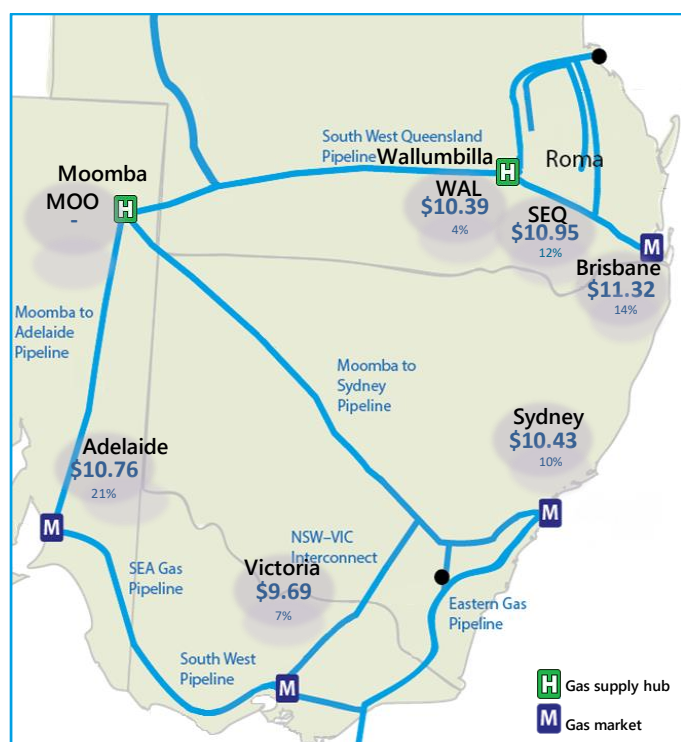 South West Queensland
Pipeline
Wallumbilla
Roma
H
WAL
$10.39
4%
SEQ
$10.95
12%
M
Brisbane
$11.32
14%
Moomba
MOO
-
H
Moomba to
Adelaide
Pipeline
Moomba to
Sydney
Pipeline
Sydney
$10.43
10%
M
Adelaide
$10.76
21%
M
NSW–VIC
Interconnect
SEA Gas
Pipeline
Victoria
$9.69
7%
Eastern Gas
Pipeline
South West
Pipeline
M
H Gas supply hub
M Gas market